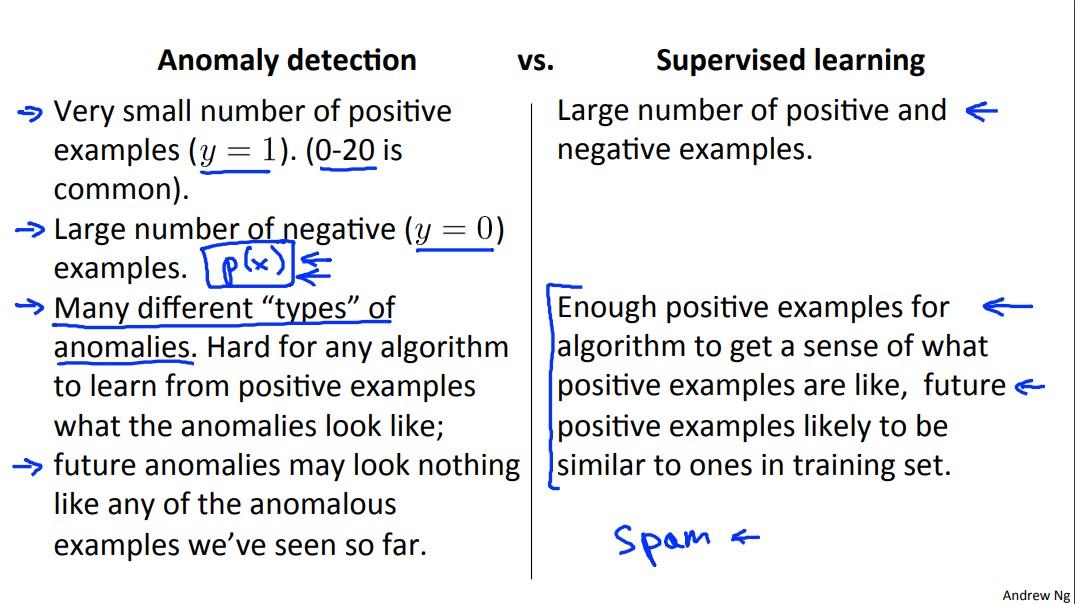 Anomaly detection vs. Supervised learning
Very small number of positive
examples (y = 1). (0-20 is
common).
Large number of negative (y = 0)
examples. p(x)
Many different “types” of
anomalies. Hard for any algorithm
to learn from positive examples
what the anomalies look like;
future anomalies may look nothing
like any of the anomalous
examples we’ve seen so far.
Large number of positive and
negative examples.
Enough positive examples for
algorithm to get a sense of what
positive examples are like, future
positive examples likely to be
similar to ones in training set.
Spam
Andrew Ng